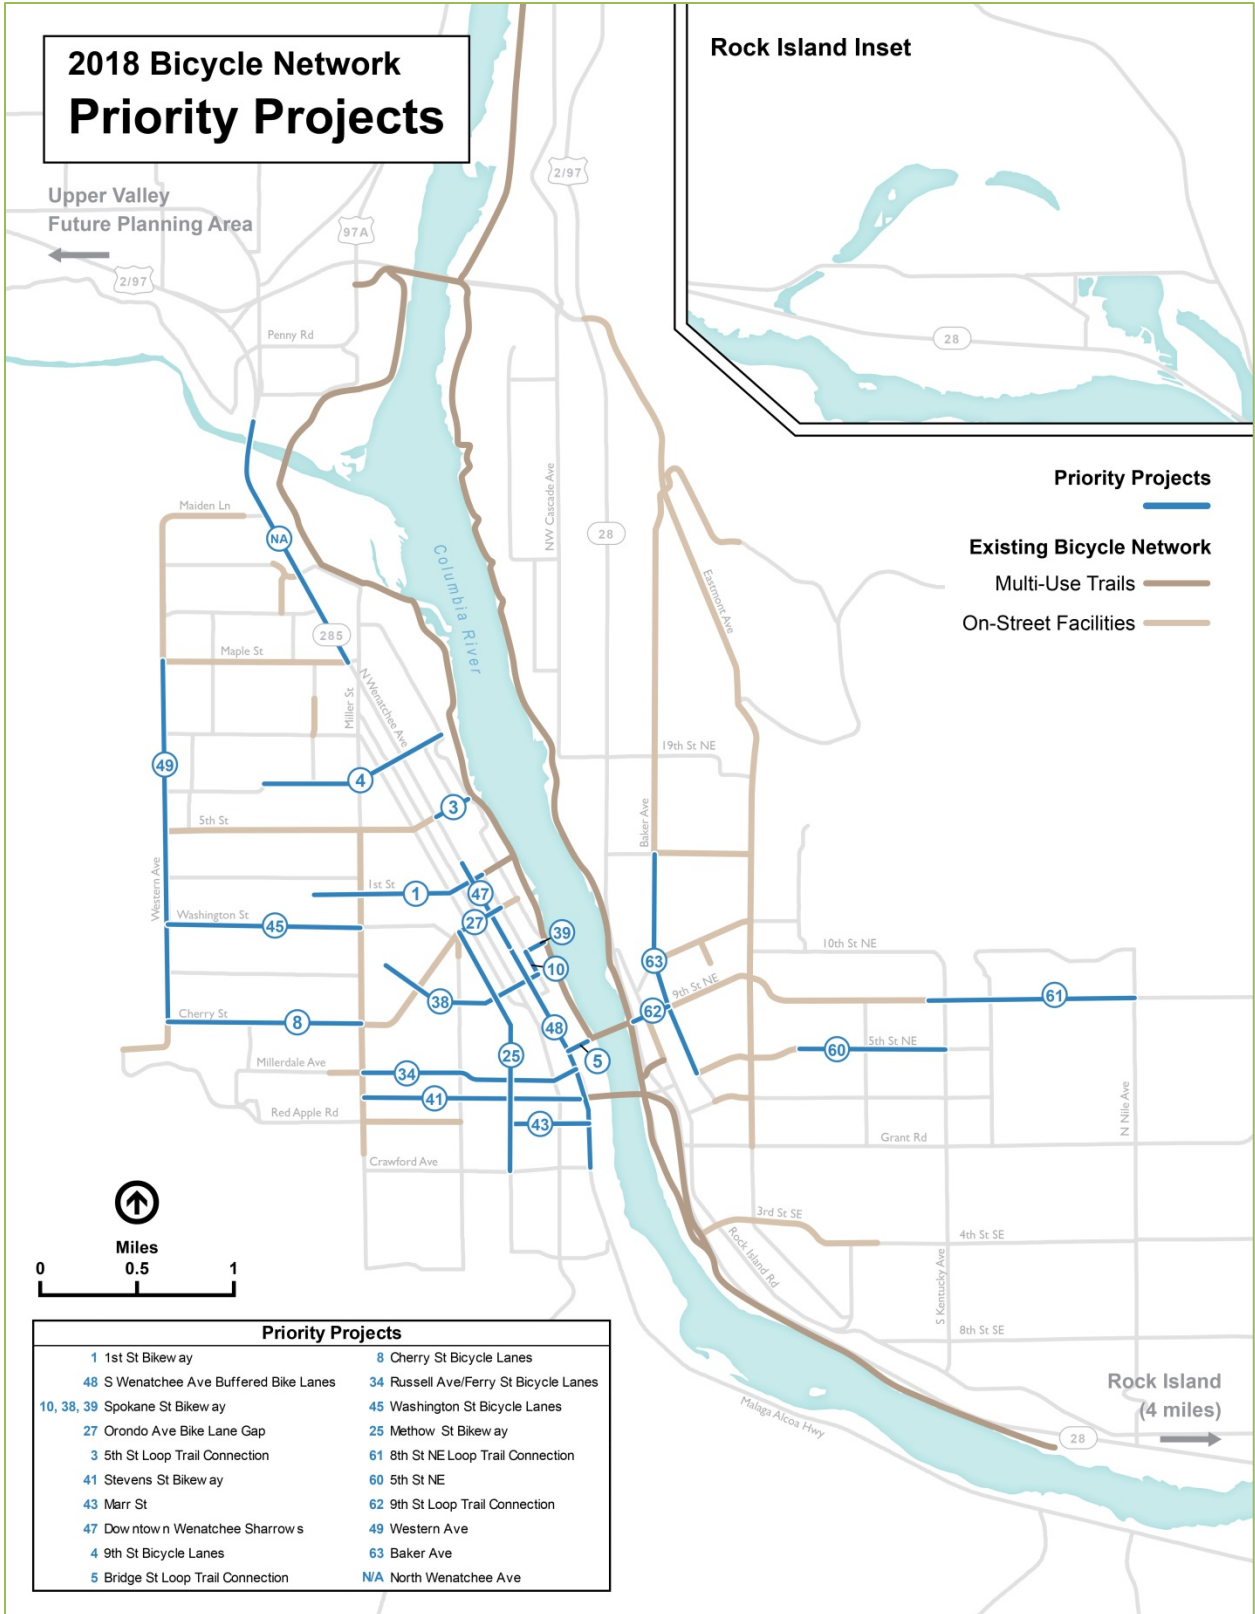 2018 Bicycle Network
Priority Projects
Rock Island Inset
Upper Valley
Future Planning Area
2/97
97A
2/97
Penny Rd
28
Priority Projects
Existing Bicycle Network
Multi-Use Trails
On-Street Facilities
Maiden Ln
NA
NW Cascade Ave
28
Columbia River
Eastmont Ave
285
Maple St
N Wenatchee Ave
Miller St
19th St NE
49
4
3
5th St
Baker Ave
Western Ave
1st St
1
47
Washington St
45
27
39
10
10th St NE
63
9th St NE
38
61
62
Cherry St
8
48
5th St NE
60
25
5
Millerdale Ave
34
41
Red Apple Rd
43
N Nile Ave
Grant Rd
Crawford Ave
3rd St SE
4th St SE
Rock Island Rd
S Kentucky Ave
8th St SE
Miles
0 0.5 1
Rock Island
(4 miles)
28
Malaga Alcoa Hwy
Priority Projects
1 1st St Bikeway
48 S Wenatchee Ave Buffered Bike Lanes
10, 38, 39 Spokane St Bikeway
27 Orondo Ave Bike Lane Gap
3 5th St Loop Trail Connection
41 Stevens St Bikeway
43 Marr St
47 Downtown Wenatchee Sharrows
4 9th St Bicycle Lanes
5 Bridge St Loop Trail Connection
8 Cherry St Bicycle Lanes
34 Russell Ave/Ferry St Bicycle Lanes
45 Washington St Bicycle Lanes
25 Methow St Bikeway
61 8th St NE Loop Trail Connection
60 5th St NE
62 9th St Loop Trail Connection
49 Western Ave
63 Baker Ave
N/A North Wenatchee Ave